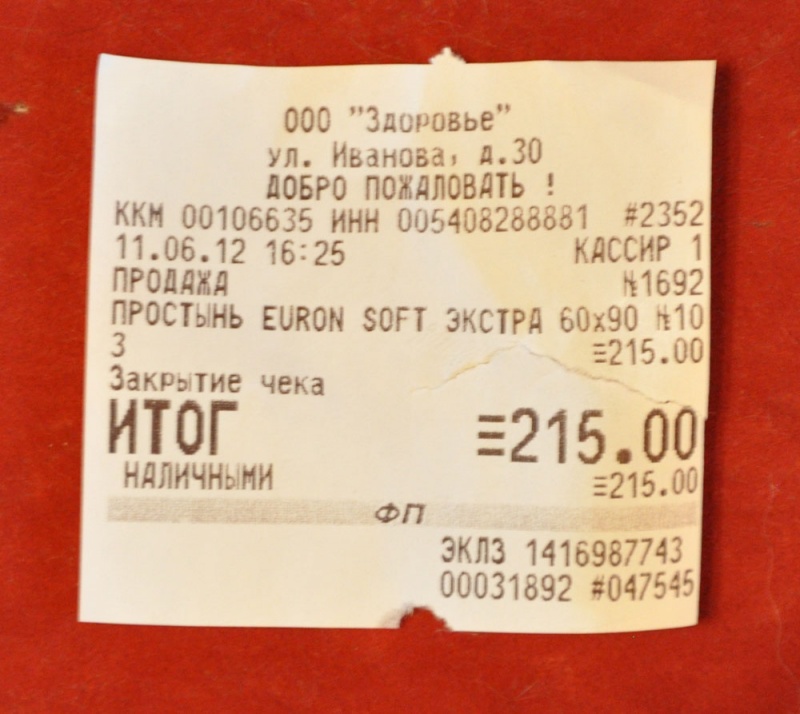 ООО "Здоровье"
ул. Иванова, д.30
ДОБРО ПОЖАЛОВАТЬ !
ККМ 00106635 ИНН 005408288881 #2352
11.06.12 16:25 КАССИР 1
ПРОДАЖА №1692
ПРОСТЫНЬ EURON SOFT ЭКСТРА 60х90 №10
3 ≡215.00
Закрытие чека
ИТОГ ≡215.00
НАЛИЧНЫМИ ≡215.00
ФП
ЭКЛЗ 1416987743
00031892 #047545